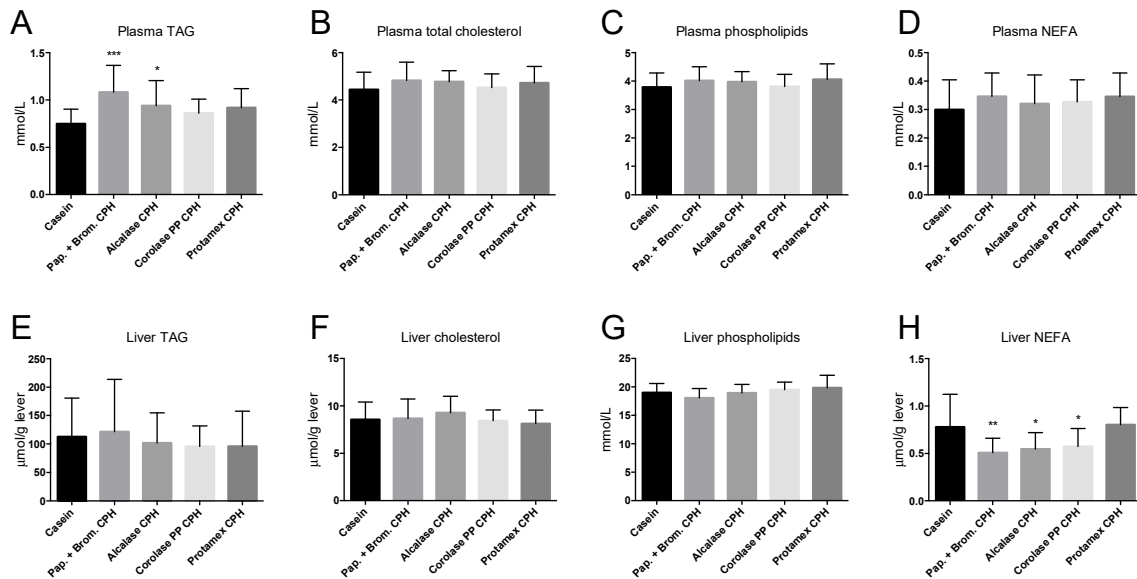 A
Plasma TAG
mmol/L
1.5
1.0
0.5
0.0
***
*
Casein
Pap. + Brom. CPH
Alcalase CPH
Corolase PP CPH
Protamex CPH
B
Plasma total cholesterol
mmol/L
6
4
2
0
Casein
Pap. + Brom. CPH
Alcalase CPH
Corolase PP CPH
Protamex CPH
C
Plasma phospholipids
mmol/L
5
4
3
2
1
0
Casein
Pap. + Brom. CPH
Alcalase CPH
Corolase PP CPH
Protamex CPH
D
Plasma NEFA
mmol/L
0.5
0.4
0.3
0.2
0.1
0.0
Casein
Pap. + Brom. CPH
Alcalase CPH
Corolase PP CPH
Protamex CPH
E
Liver TAG
µmol/g lever
250
200
150
100
50
0
Casein
Pap. + Brom. CPH
Alcalase CPH
Corolase PP CPH
Protamex CPH
F
Liver cholesterol
µmol/g lever
15
10
5
0
Casein
Pap. + Brom. CPH
Alcalase CPH
Corolase PP CPH
Protamex CPH
G
Liver phospholipids
mmol/L
25
20
15
10
5
0
Casein
Pap. + Brom. CPH
Alcalase CPH
Corolase PP CPH
Protamex CPH
H
Liver NEFA
µmol/g lever
1.5
1.0
0.5
0.0
**
*
*
Casein
Pap. + Brom. CPH
Alcalase CPH
Corolase PP CPH
Protamex CPH